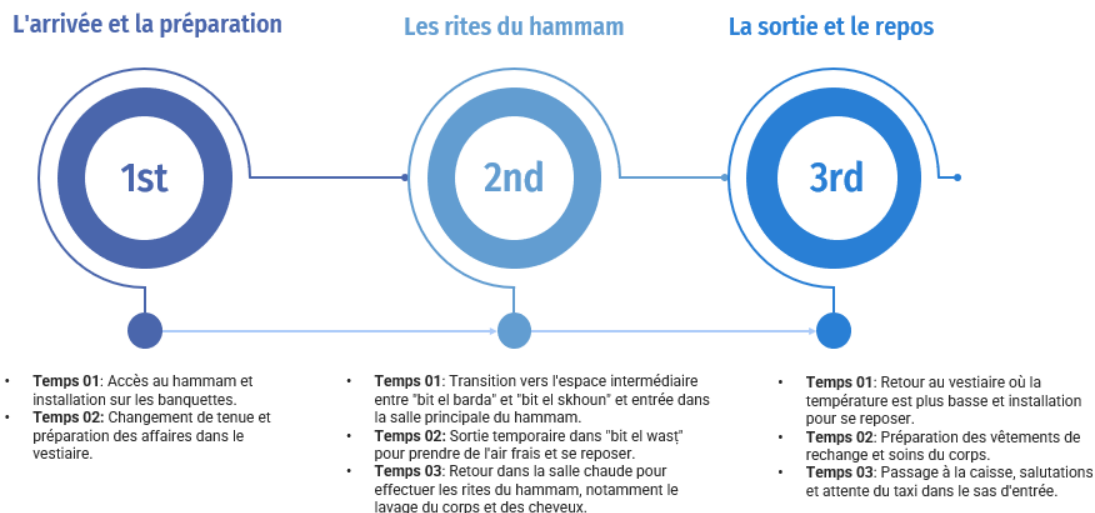 L'arrivée et la préparation
Les rites du hammam
La sortie et le repos
1st
2nd
3rd
• Temps 01: Accès au hammam et
installation sur les banquettes.
• Temps 02: Changement de tenue et
préparation des affaires dans le
vestiaire.
• Temps 01: Transition vers l'espace intermédiaire
entre "bit el barda" et "bit el skhoun" et entrée dans
la salle principale du hammam.
• Temps 02: Sortie temporaire dans "bit el wasṭ"
pour prendre de l'air frais et se reposer.
• Temps 03: Retour dans la salle chaude pour
effectuer les rites du hammam, notamment le
lavage du corps et des cheveux.
• Temps 01: Retour au vestiaire où la
température est plus basse et installation
pour se reposer.
• Temps 02: Préparation des vêtements de
rechange et soins du corps.
• Temps 03: Passage à la caisse, salutations
et attente du taxi dans le sas d'entrée.